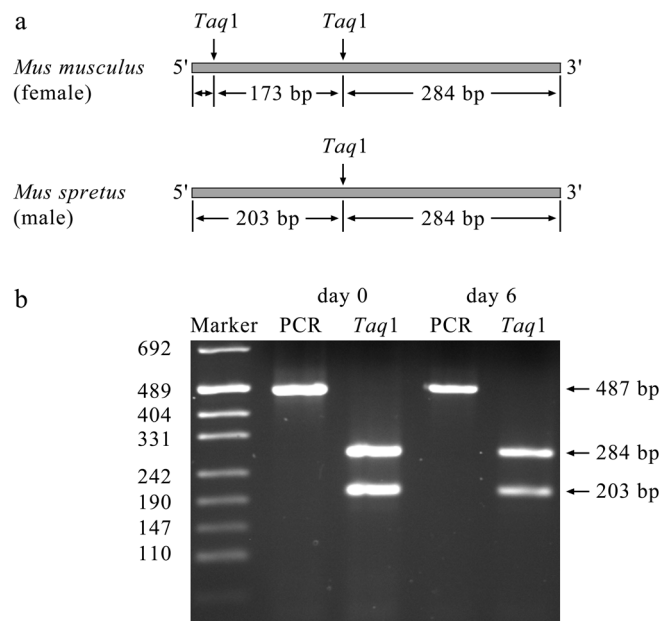 a
Taq1 Taq1
Mus musculus 5' 3'
(female) 173 bp 284 bp
Taq1
Mus spretus 5' 3'
(male) 203 bp 284 bp
b
day 0 day 6
Marker PCR Taq1 PCR Taq1
692
489 487 bp
404
331
284 bp
242
190 203 bp
147
110